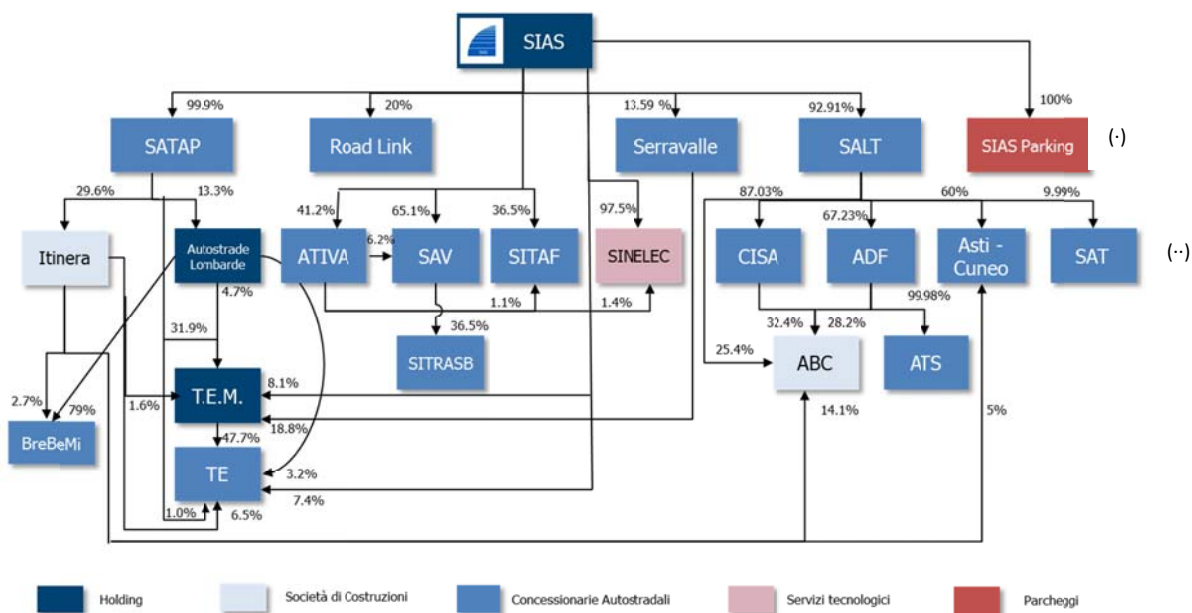 SIAS
99.9%
20%
13.59 %
92.91%
100%
SATAP
Road Link
Serravalle
SALT
SIAS Parking
(·)
29.6%
13.3%
41.2%
65.1%
36.5%
97.5%
87.03%
67.23%
60%
9.99%
Itinera
Autostrade
Lombarde
ATIVA
6.2%
SAV
SITAF
SINELEC
CISA
ADF
Asti -
Cuneo
SAT
(··)
4.7%
1.1%
1.4%
99.98%
31.9%
36.5%
32.4%
28.2%
25.4%
SITRASB
ABC
ATS
T.E.M.
8.1%
2.7%
79%
1.6%
18.8%
14.1%
5%
BreBeMi
47.7%
TE
3.2%
7.4%
1.0%
6.5%
Holding
Società di Costruzioni
Concessionarie Autostradali
Servizi tecnologici
Parcheggi